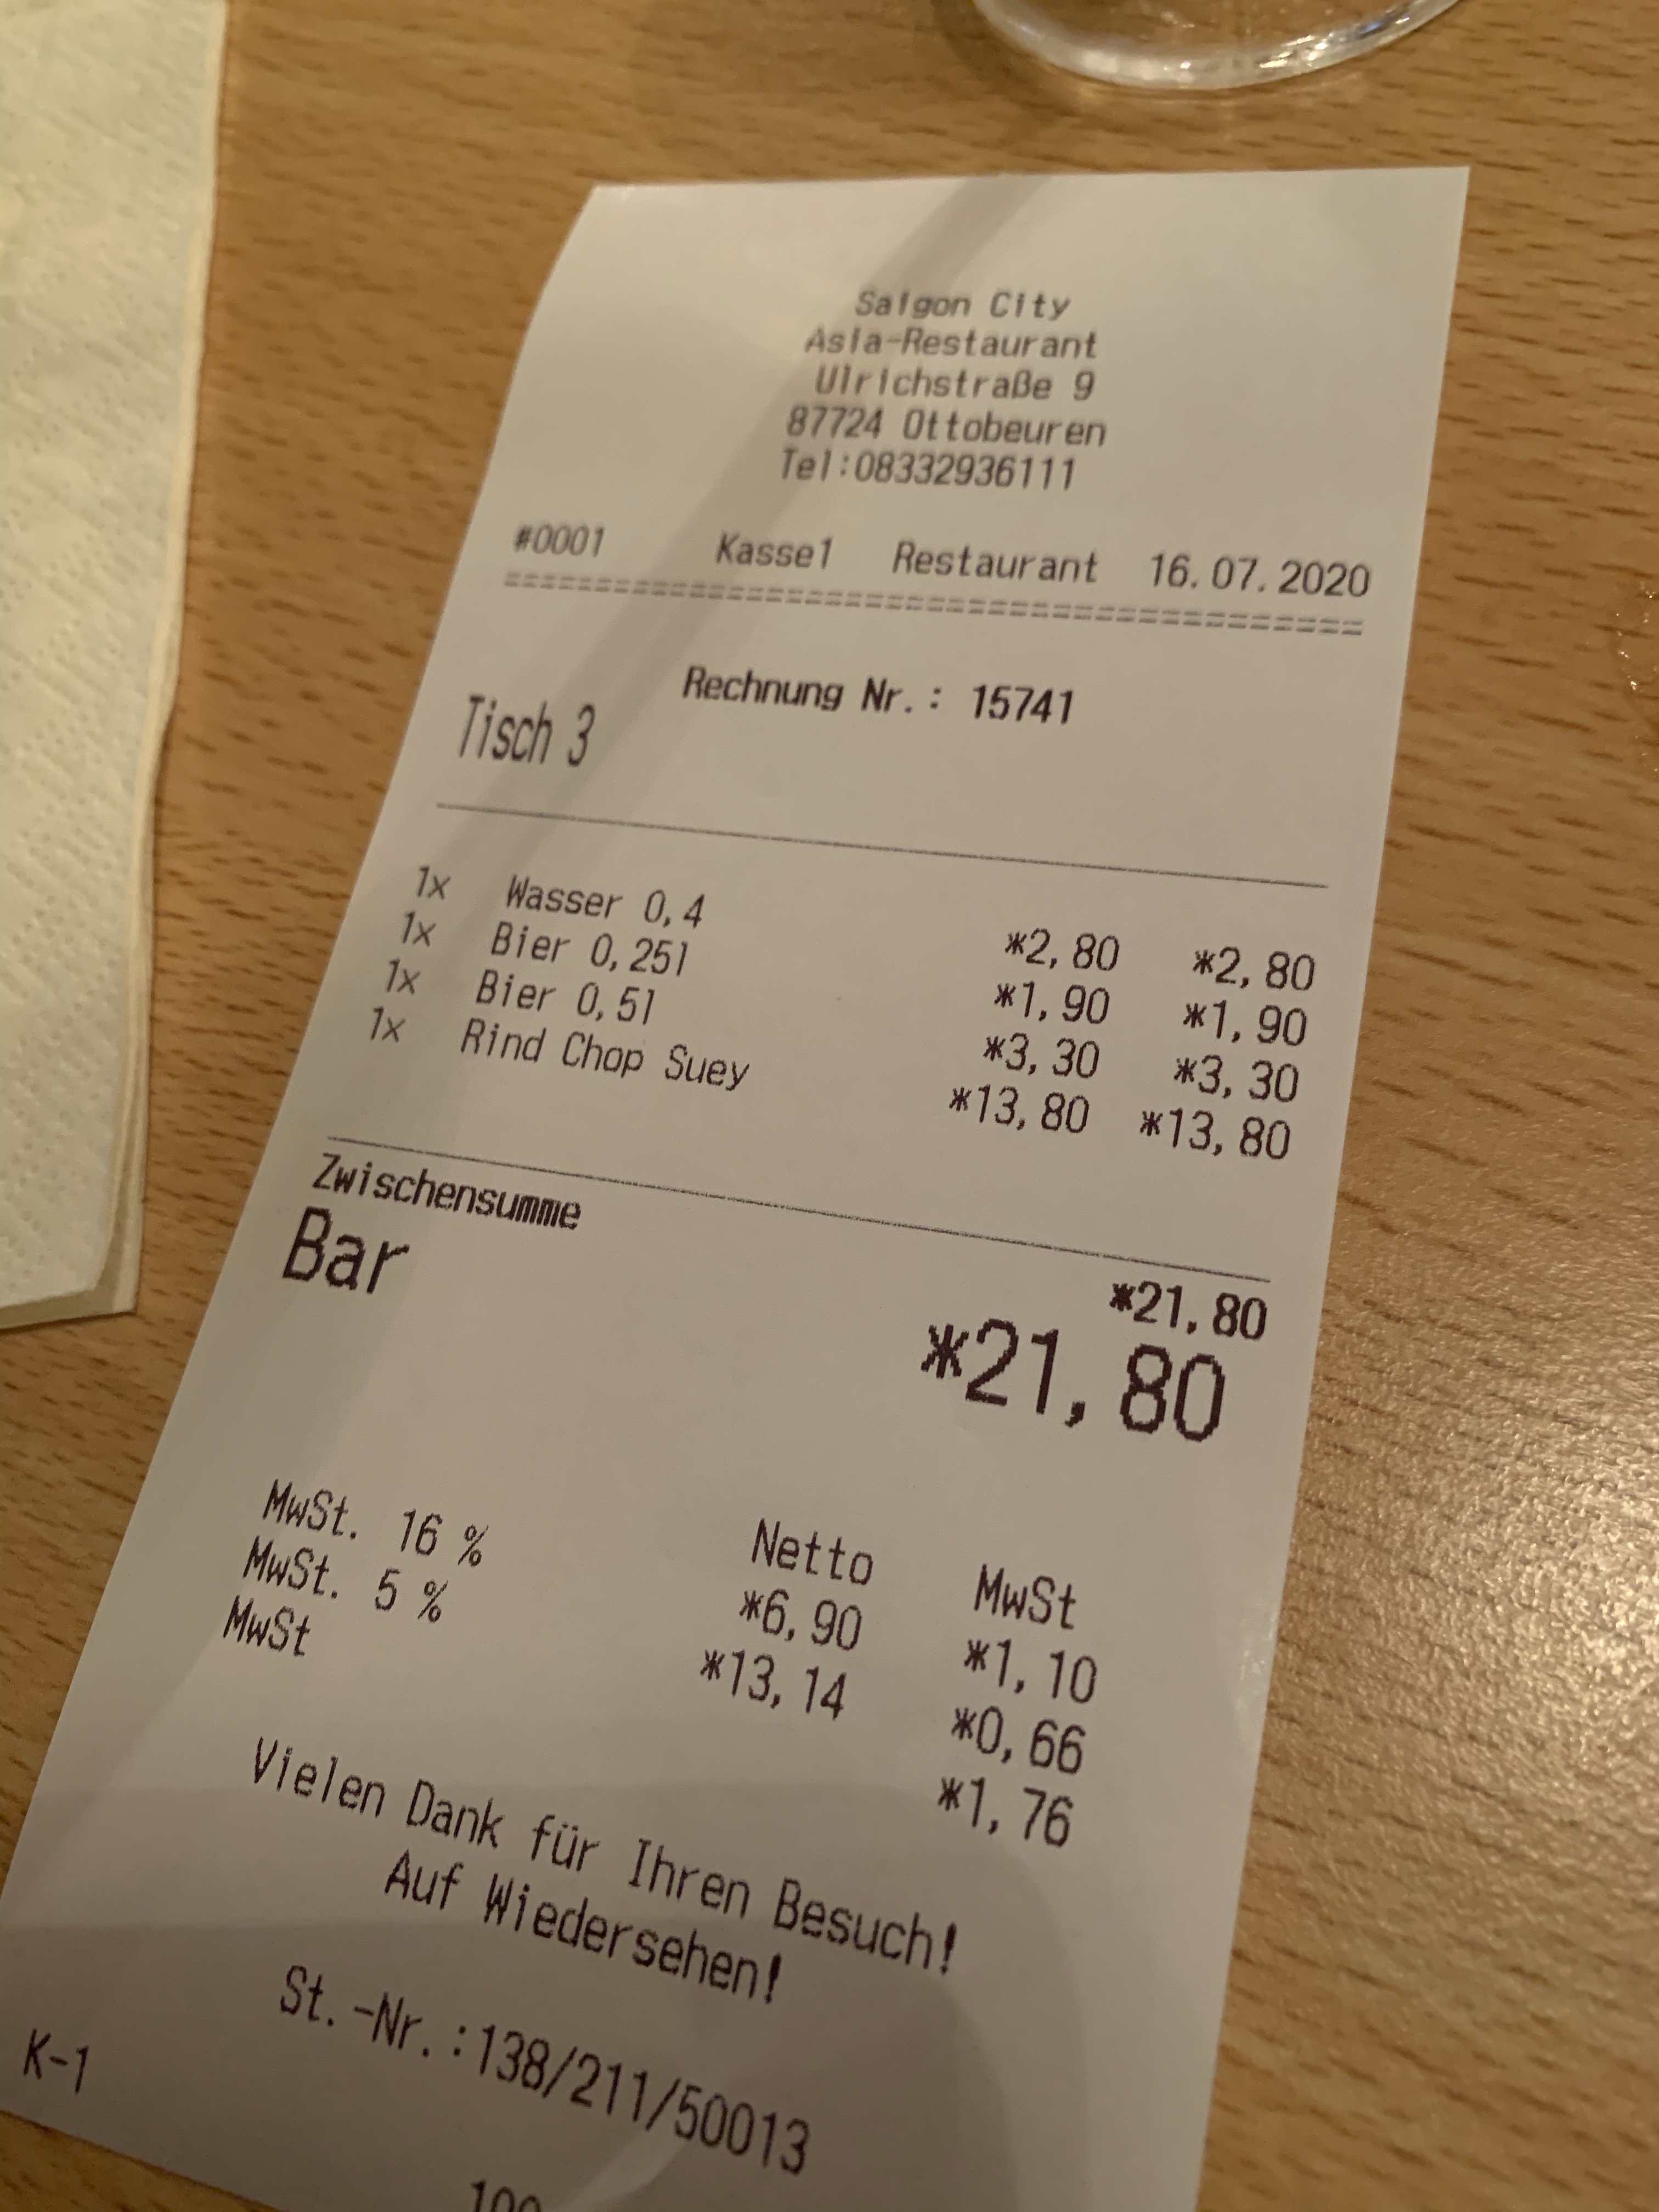 Saigon City
Asia-Restaurant
Ulrichstraße 9
87724 Ottobeuren
Tel:08332936111
#0001 Kasse1 Restaurant 16.07.2020
====================================
Rechnung Nr.: 15741
Tisch 3
1x Wasser 0,4 *2,80 *2,80
1x Bier 0,25l *1,90 *1,90
1x Bier 0,5l *3,30 *3,30
1x Rind Chop Suey *13,80 *13,80
Zwischensumme *21,80
Bar *21,80
Netto MwSt
MwSt. 16 % *6,90 *1,10
MwSt. 5 % *13,14 *0,66
MwSt *1,76
Vielen Dank für Ihren Besuch!
Auf Wiedersehen!
St.-Nr.:138/211/50013
K-1